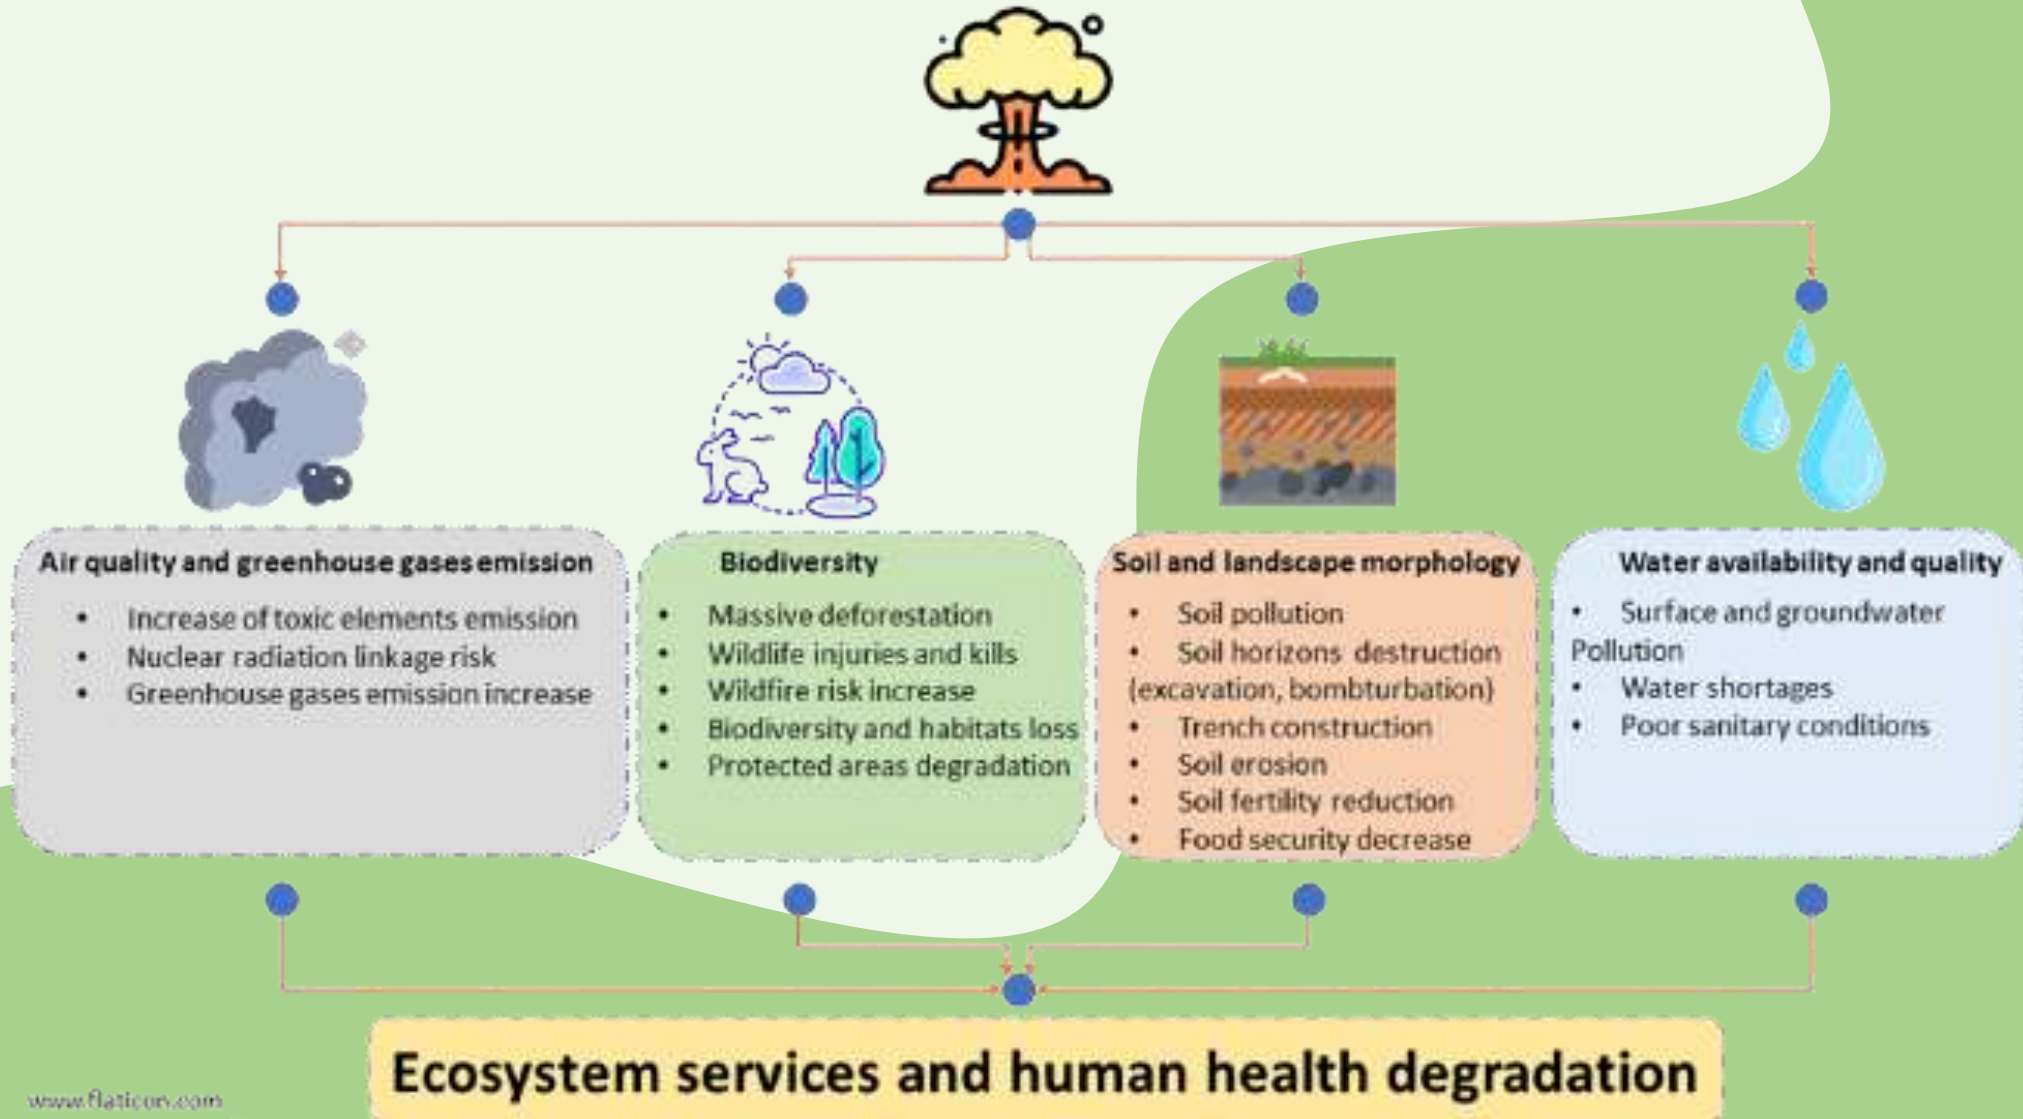 Air quality and greenhouse gases emission
• Increase of toxic elements emission
• Nuclear radiation linkage risk
• Greenhouse gases emission increase
Biodiversity
• Massive deforestation
• Wildlife injuries and kills
• Wildfire risk increase
• Biodiversity and habitats loss
• Protected areas degradation
Soil and landscape morphology
• Soil pollution
• Soil horizons destruction
(excavation, bombturbation)
• Trench construction
• Soil erosion
• Soil fertility reduction
• Food security decrease
Water availability and quality
• Surface and groundwater
Pollution
• Water shortages
• Poor sanitary conditions
Ecosystem services and human health degradation
www.flaticon.com